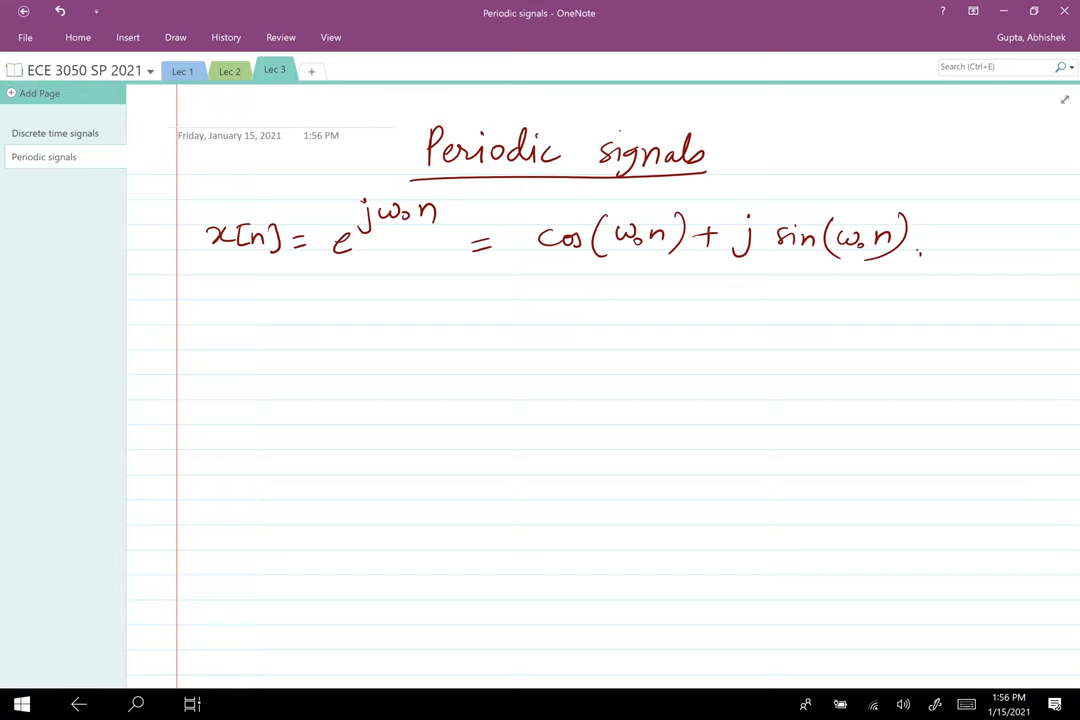 Periodic signals - OneNote
?
File Home Insert Draw History Review View
Gupta, Abhishek
ECE 3050 SP 2021 Lec 1 Lec 2 Lec 3 +
Search (Ctrl+E)
Add Page
Discrete time signals
Periodic signals
Friday, January 15, 2021 1:56 PM
Periodic signals
x[n] = e^{jω₀n} = cos(ω₀n) + j sin(ω₀n).
1:56 PM
1/15/2021